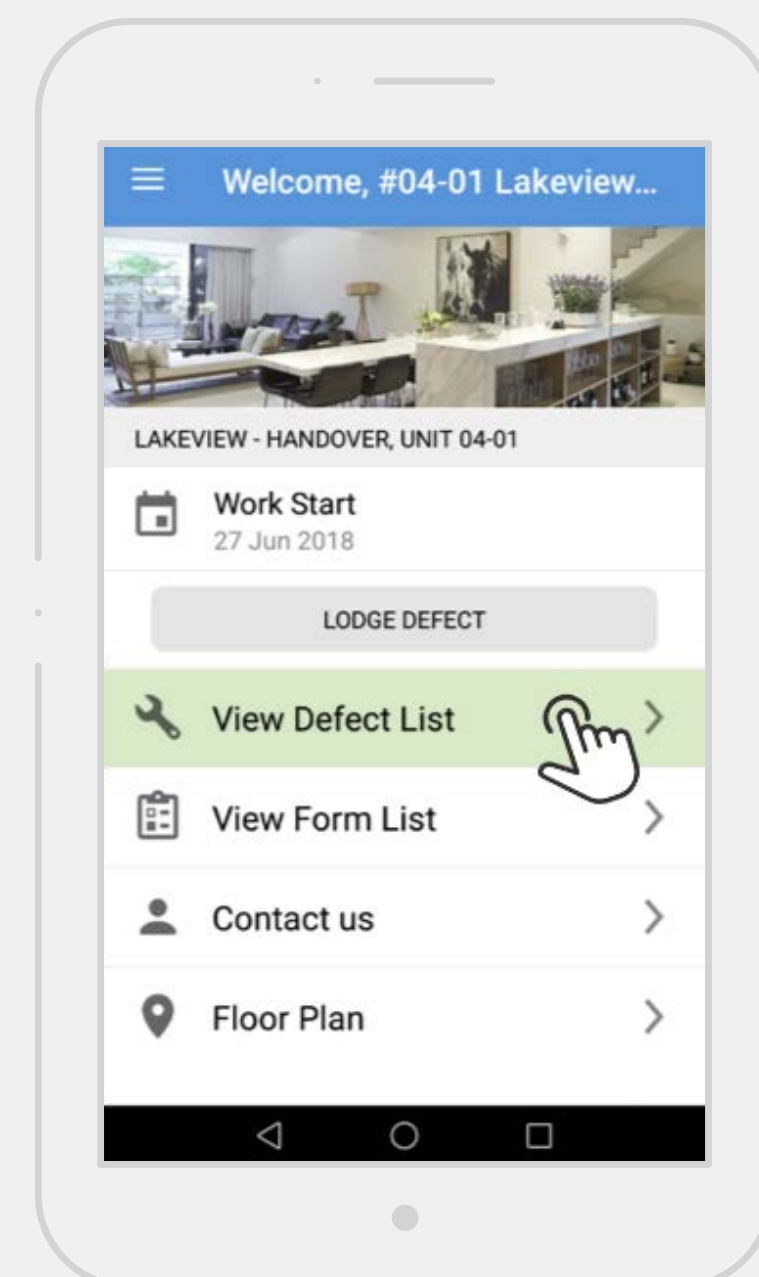 Welcome, #04-01 Lakeview...
LAKEVIEW - HANDOVER, UNIT 04-01
Work Start
27 Jun 2018
LODGE DEFECT
View Defect List
View Form List
Contact us
Floor Plan